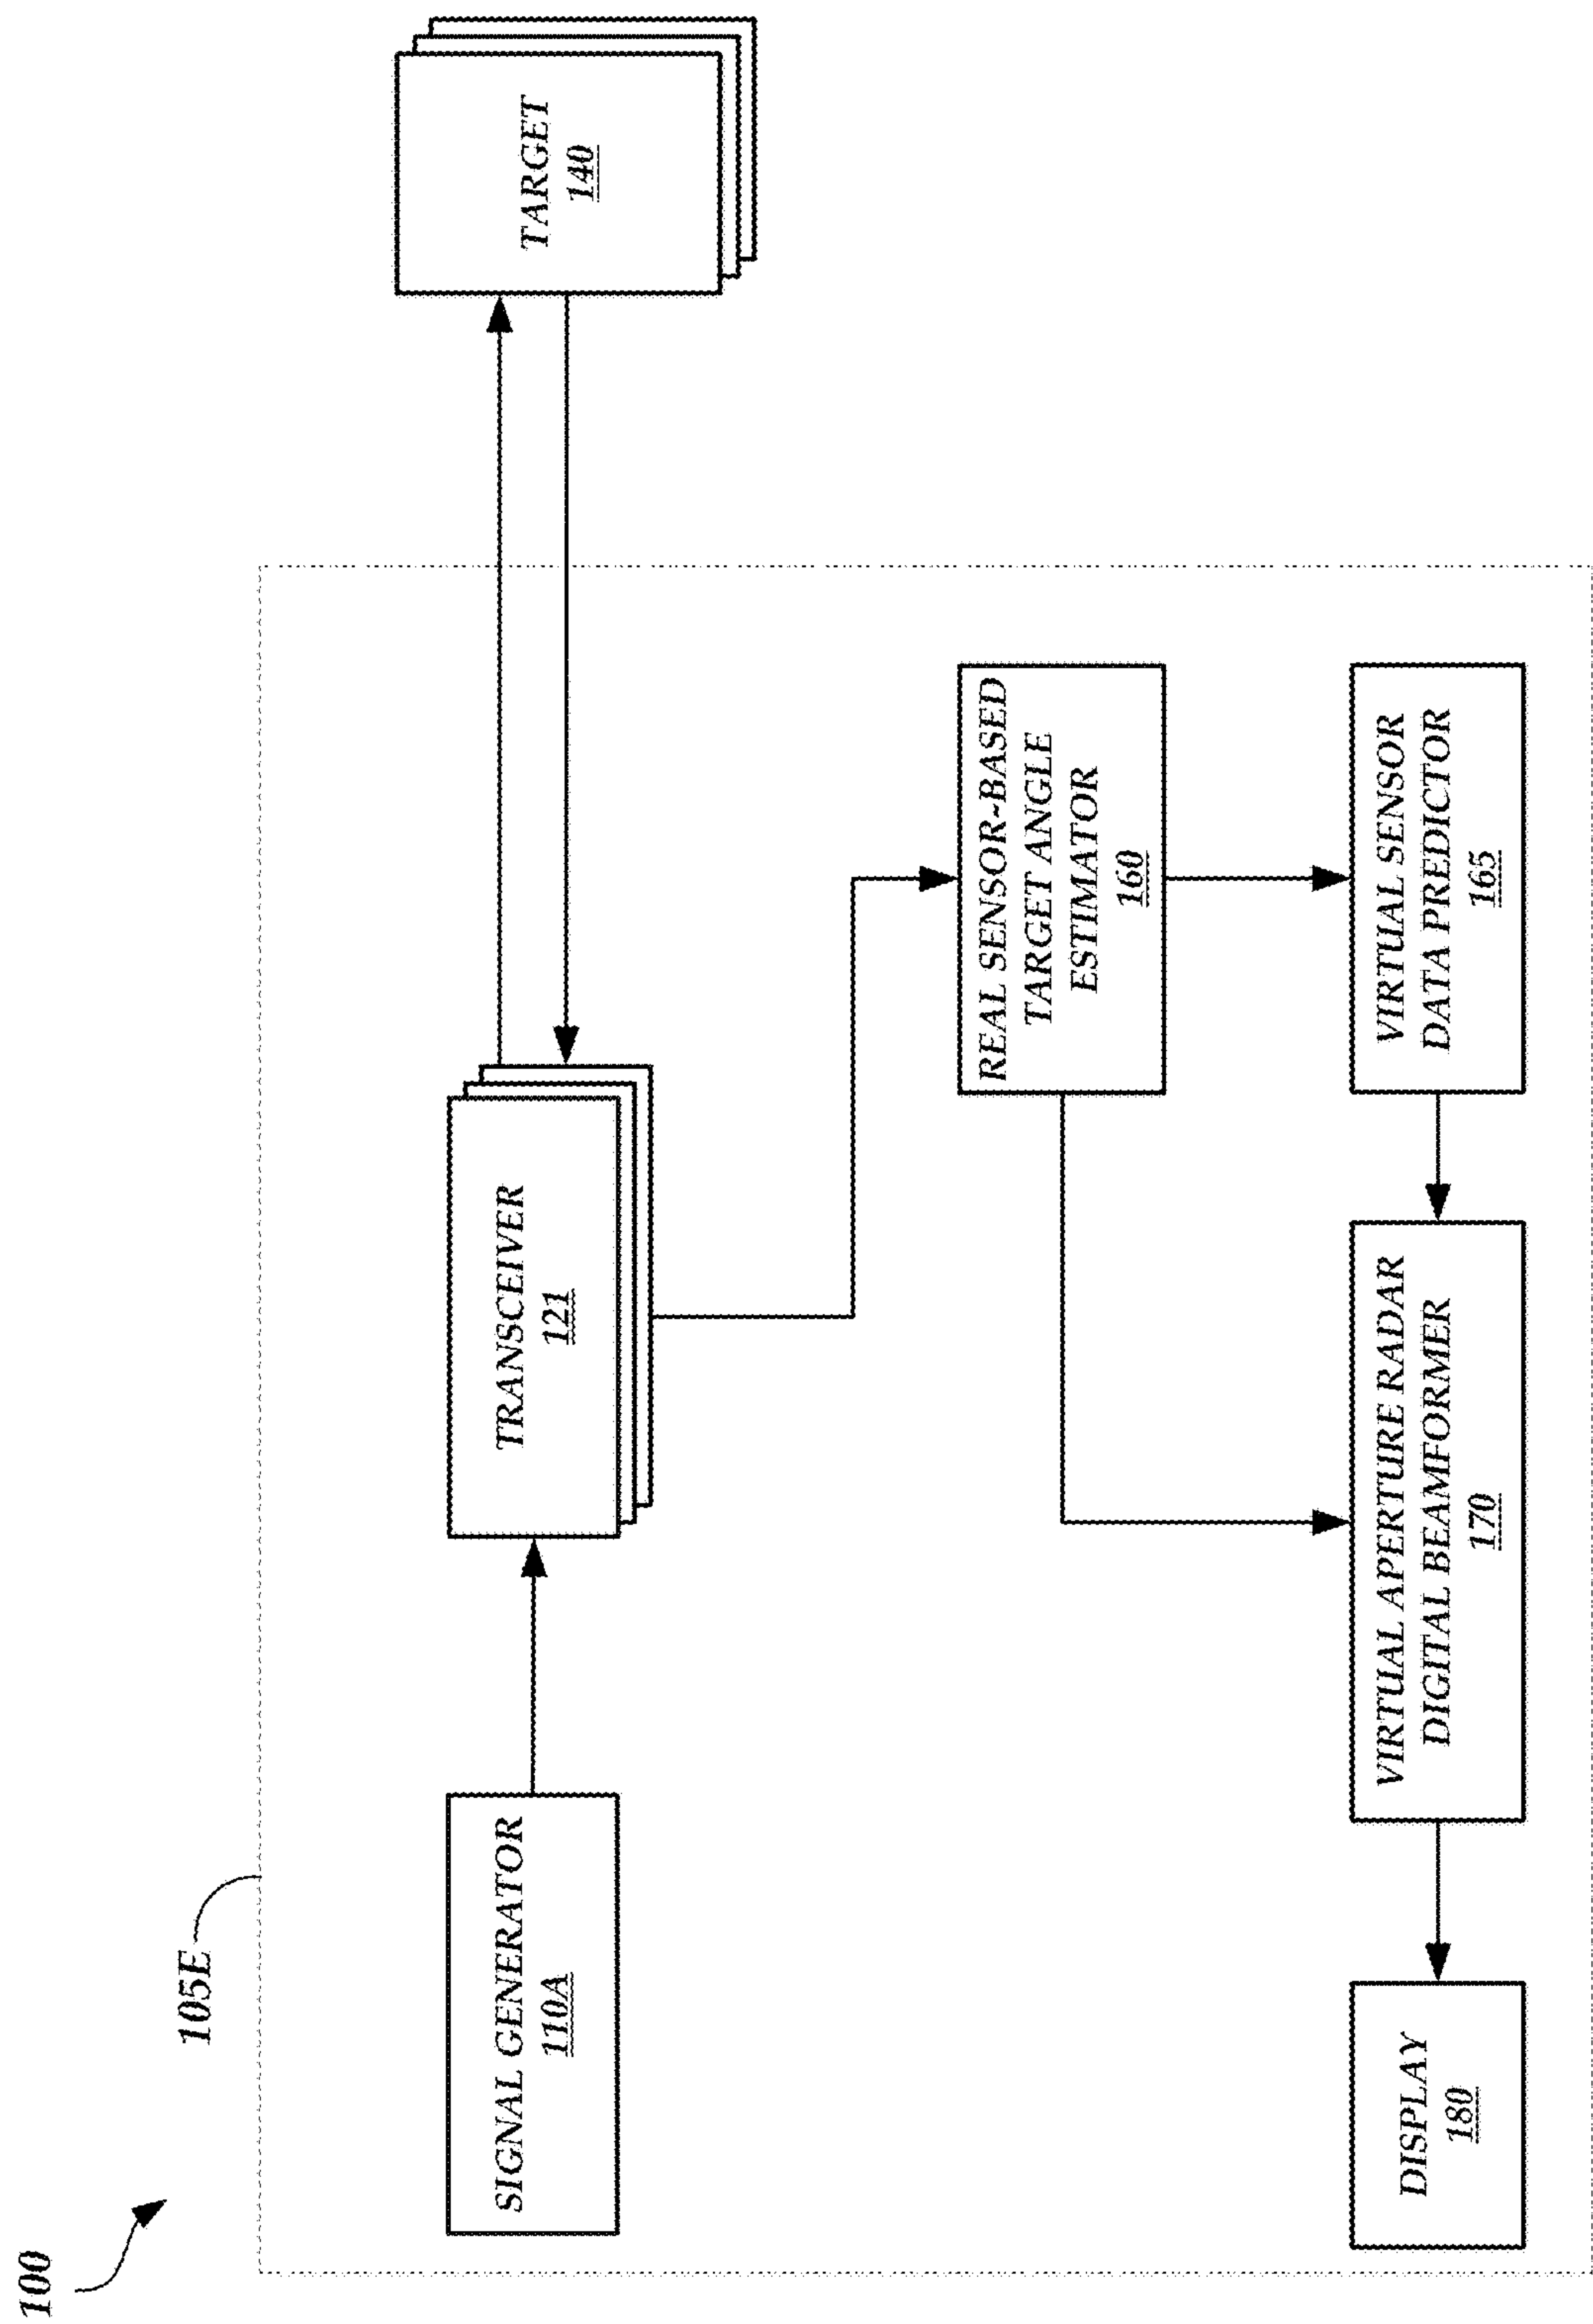 100
105E
SIGNAL GENERATOR
110A
TRANSCEIVER
121
TARGET
140
REAL SENSOR-BASED
TARGET ANGLE
ESTIMATOR
160
DISPLAY
180
VIRTUAL APERTURE RADAR
DIGITAL BEAMFORMER
170
VIRTUAL SENSOR
DATA PREDICTOR
165